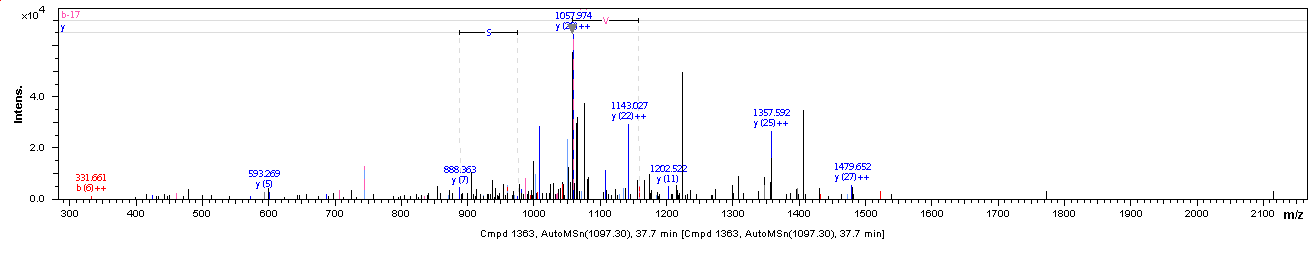 ×10⁴
b-17
y
1057.974
y (20)++
V
S
4.0
Intens.
1143.027
y (22)++
1357.592
y (25)++
2.0
331.661
b (6)++
593.269
y (5)
888.363
y (7)
1202.522
y (11)
1479.652
y (27)++
0.0
300 400 500 600 700 800 900 1000 1100 1200 1300 1400 1500 1600 1700 1800 1900 2000 2100 m/z
Cmpd 1363, AutoMSn(1097.30), 37.7 min [Cmpd 1363, AutoMSn(1097.30), 37.7 min]